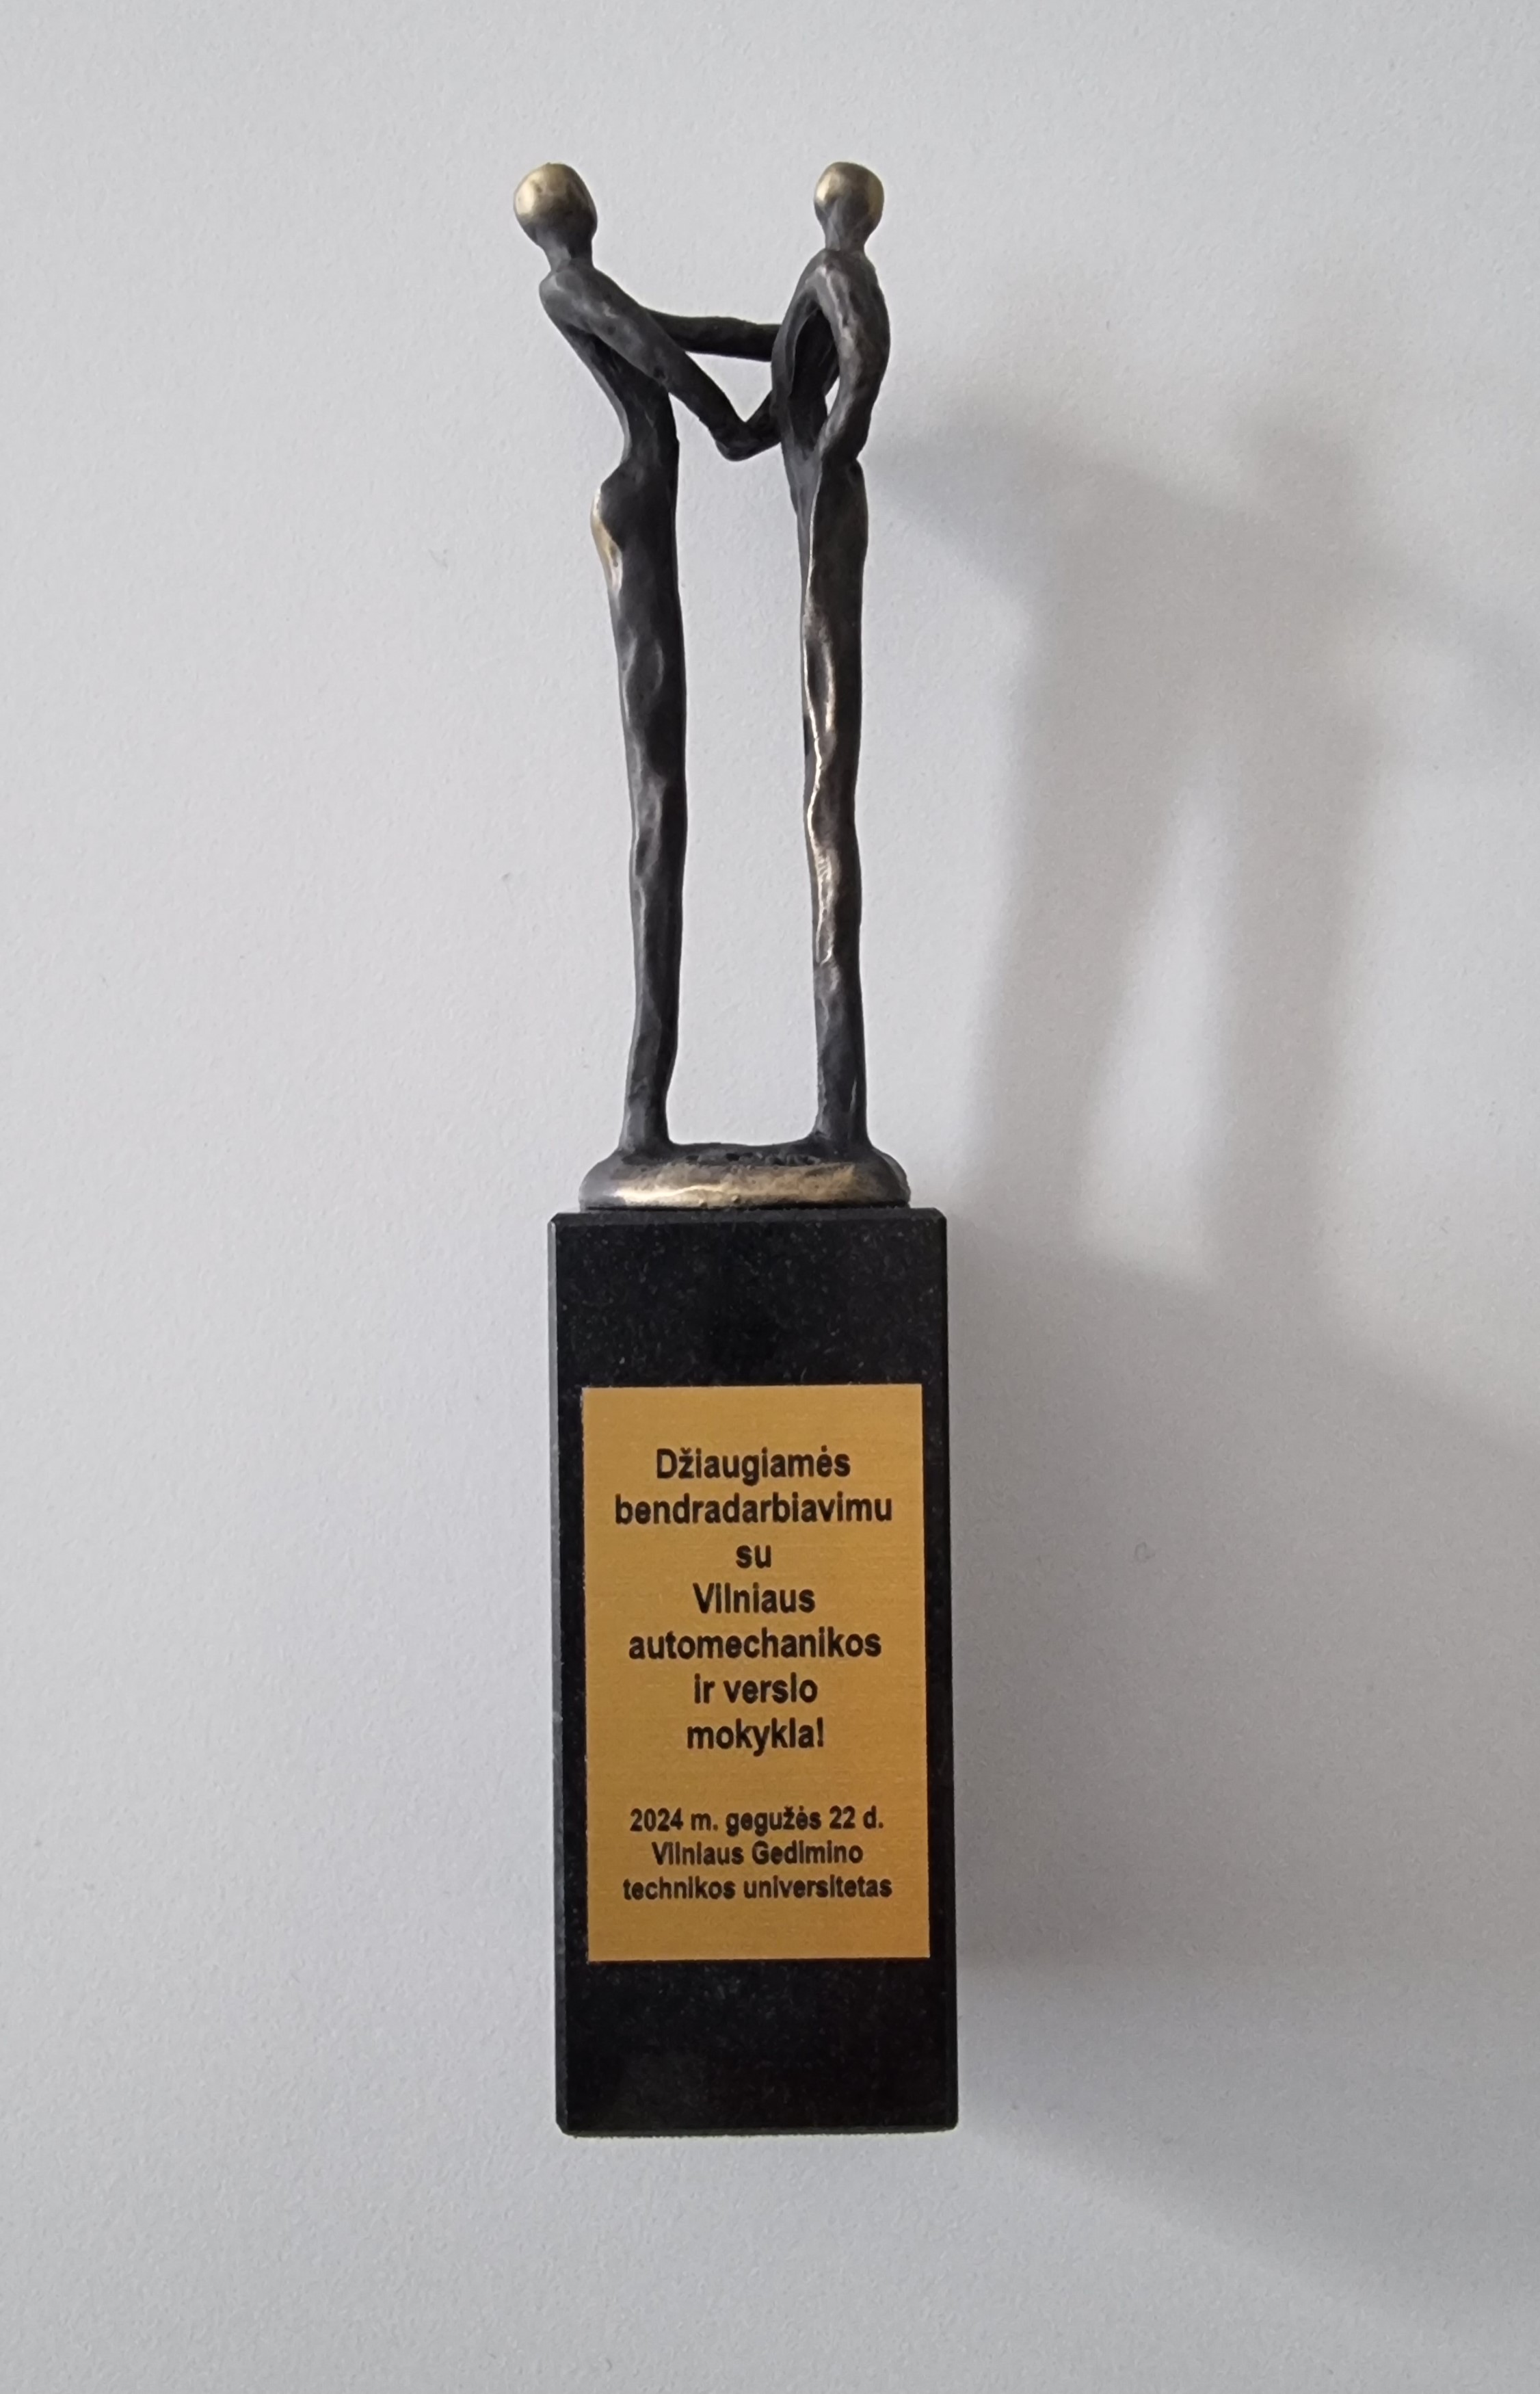 Džiaugiamės
bendradarbiavimu
su
Vilniaus
automechanikos
ir verslo
mokykla!
2024 m. gegužės 22 d.
Vilniaus Gedimino
technikos universitetas